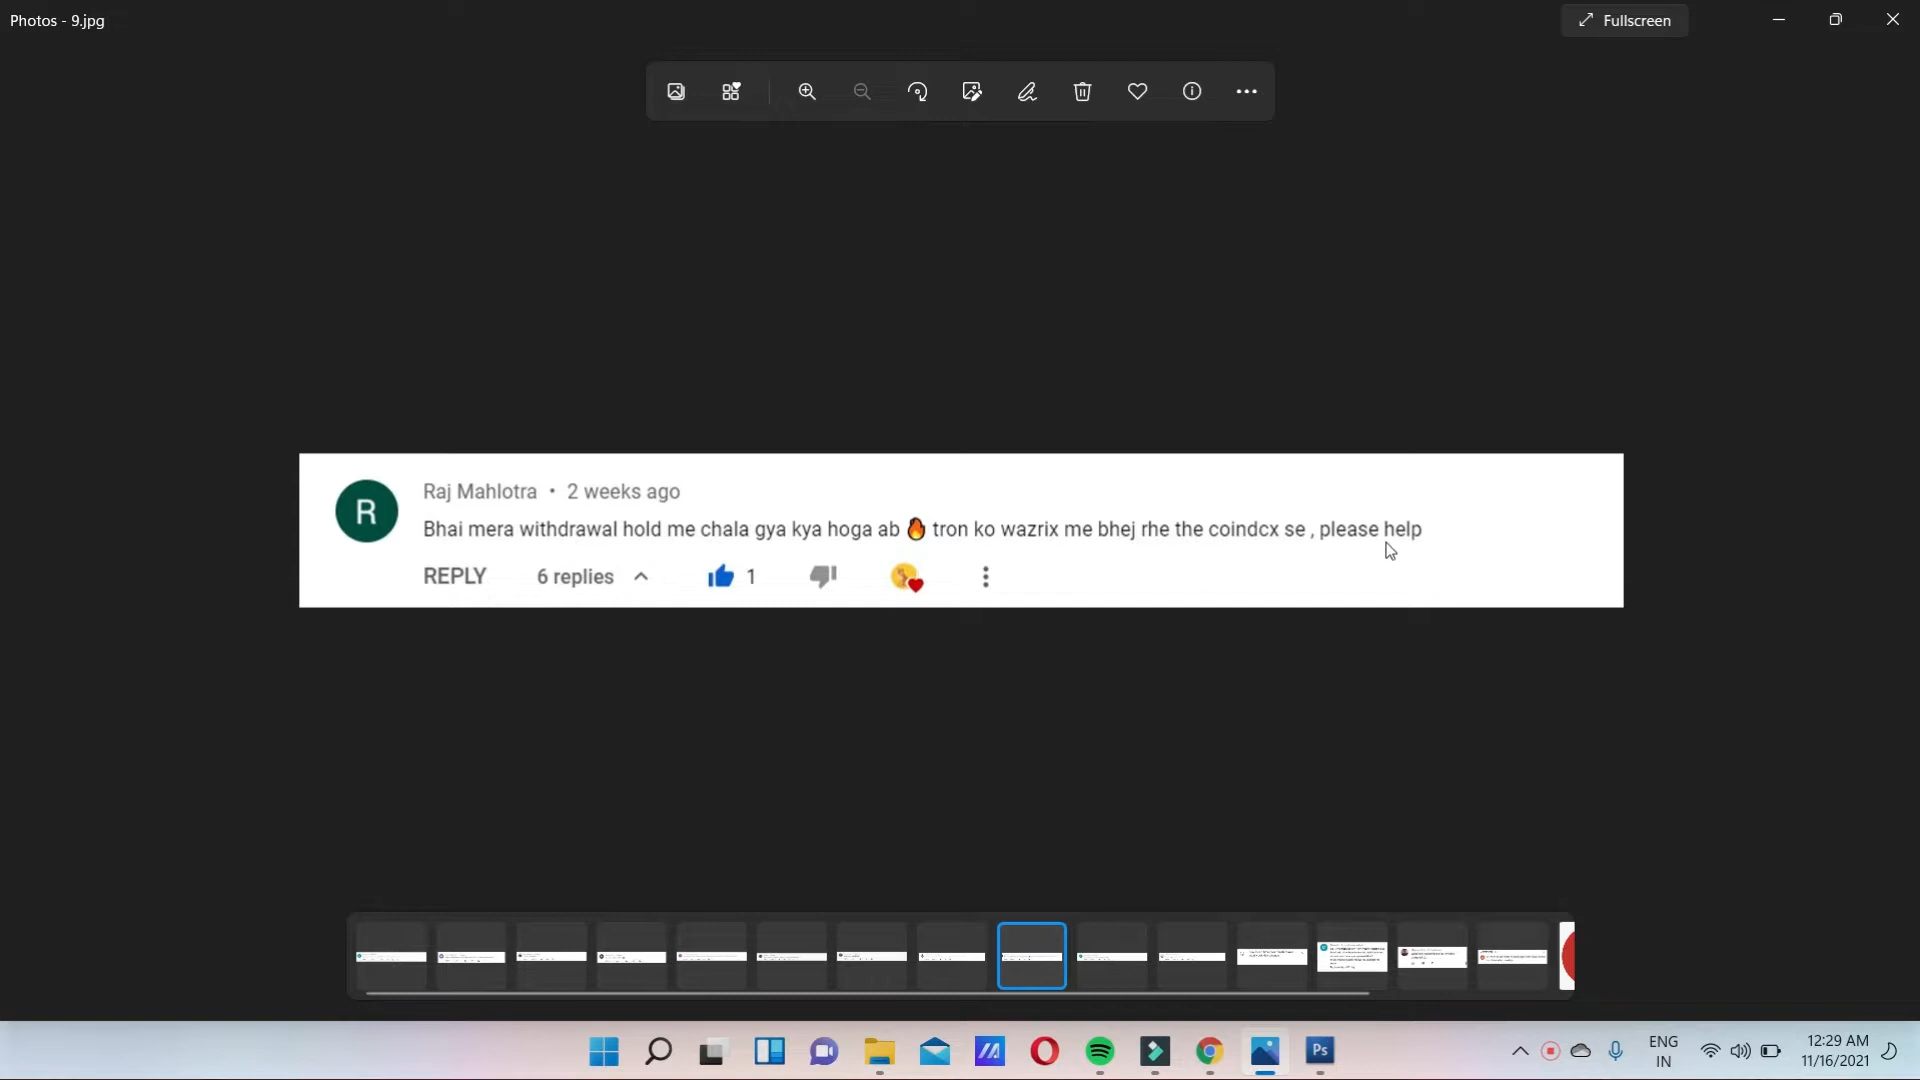 Photos - 9.jpg
Fullscreen
R
Raj Mahlotra • 2 weeks ago
Bhai mera withdrawal hold me chala gya kya hoga ab 🔥 tron ko wazrix me bhej rhe the coindcx se , please help
REPLY 6 replies 1
Ps
ENG
IN
12:29 AM
11/16/2021